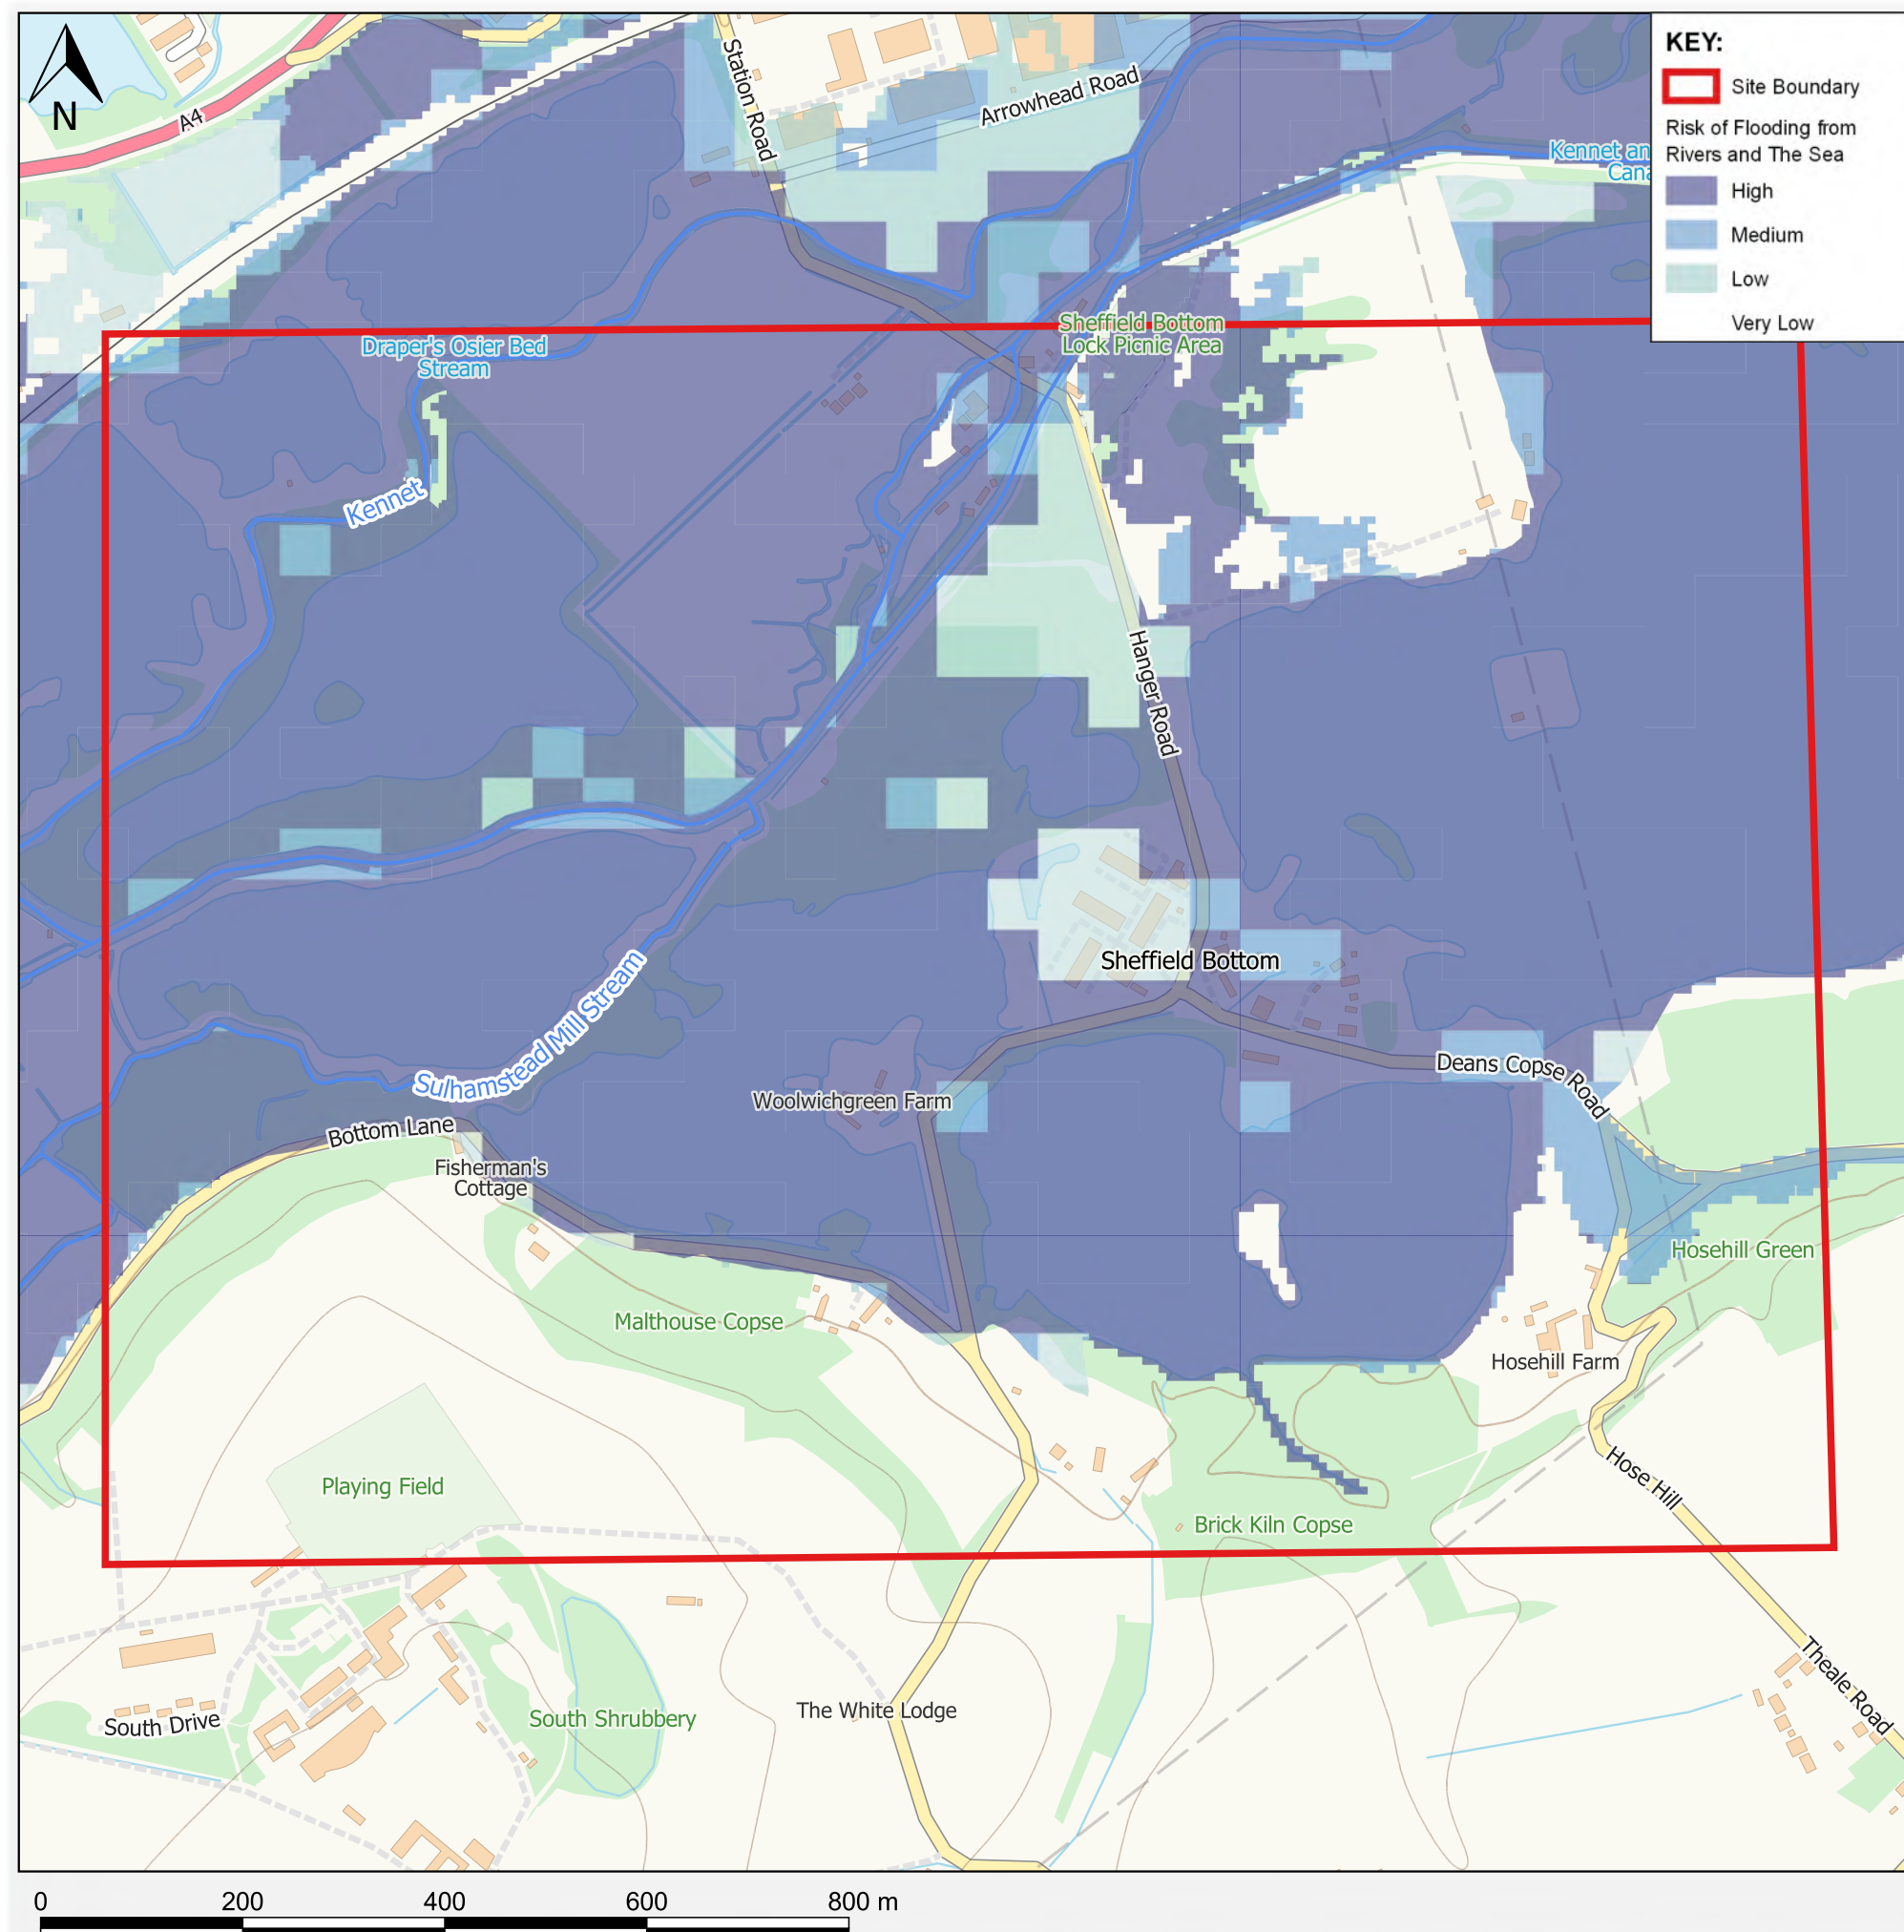 KEY:
Site Boundary
Risk of Flooding from
Rivers and The Sea
High
Medium
Low
Very Low
N
A4
Station Road
Arrowhead Road
Kennet an
Cana
Sheffield Bottom
Lock Picnic Area
Draper's Osier Bed
Stream
Kennet
Hanger Road
Sheffield Bottom
Sulhamstead Mill Stream
Deans Copse Road
Woolwichgreen Farm
Bottom Lane
Fisherman's
Cottage
Hosehill Green
Malthouse Copse
Hosehill Farm
Playing Field
Hose Hill
Brick Kiln Copse
Theale Road
The White Lodge
South Drive
South Shrubbery
0 200 400 600 800 m